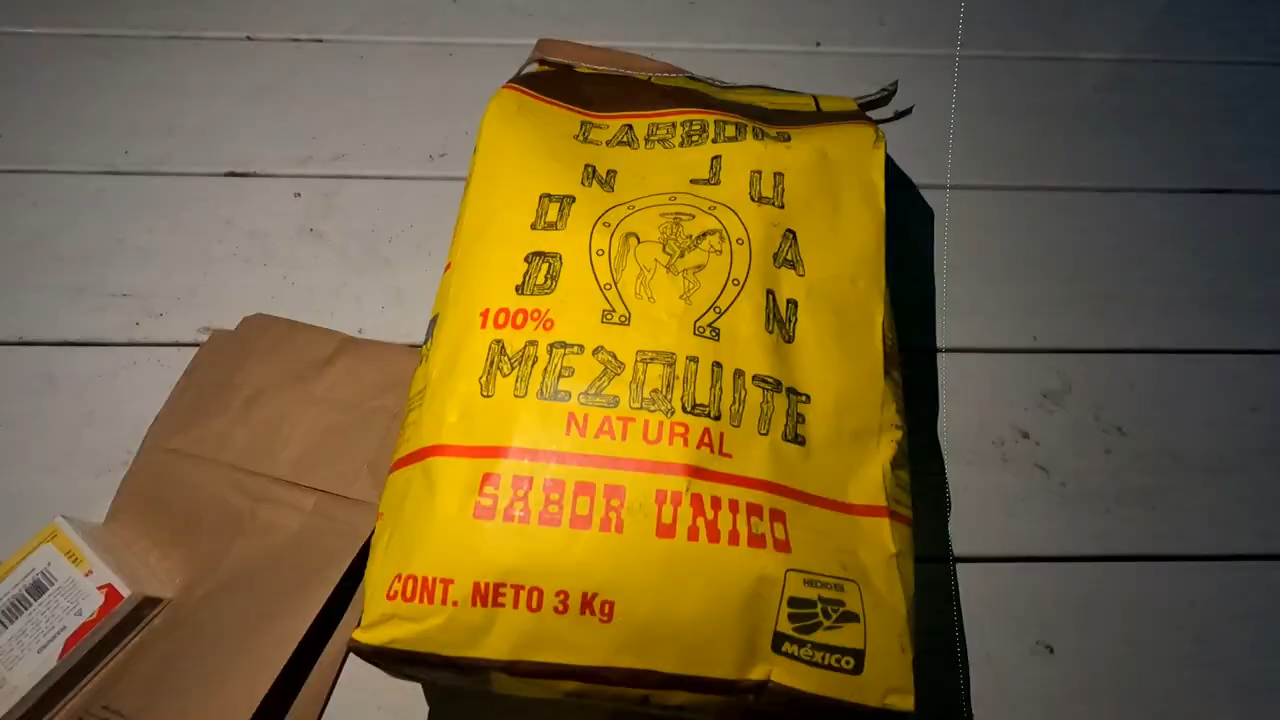 CARBON
DON JUAN
100%
MEZQUITE
NATURAL
SABOR UNICO
CONT. NETO 3 Kg
HECHO EN
MéXICO